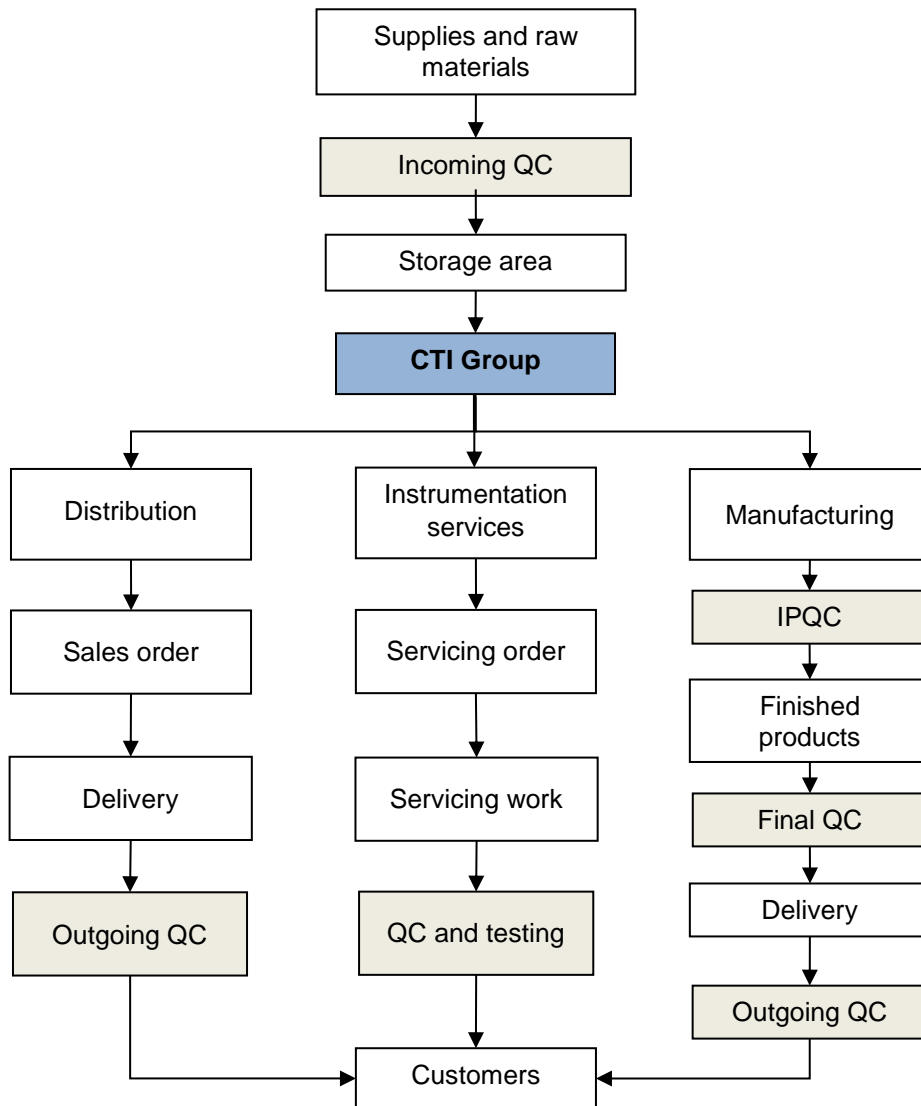 Supplies and raw
materials
Incoming QC
Storage area
CTI Group
Distribution
Instrumentation
services
Manufacturing
IPQC
Sales order
Servicing order
Finished
products
Delivery
Servicing work
Final QC
Delivery
Outgoing QC
QC and testing
Outgoing QC
Customers